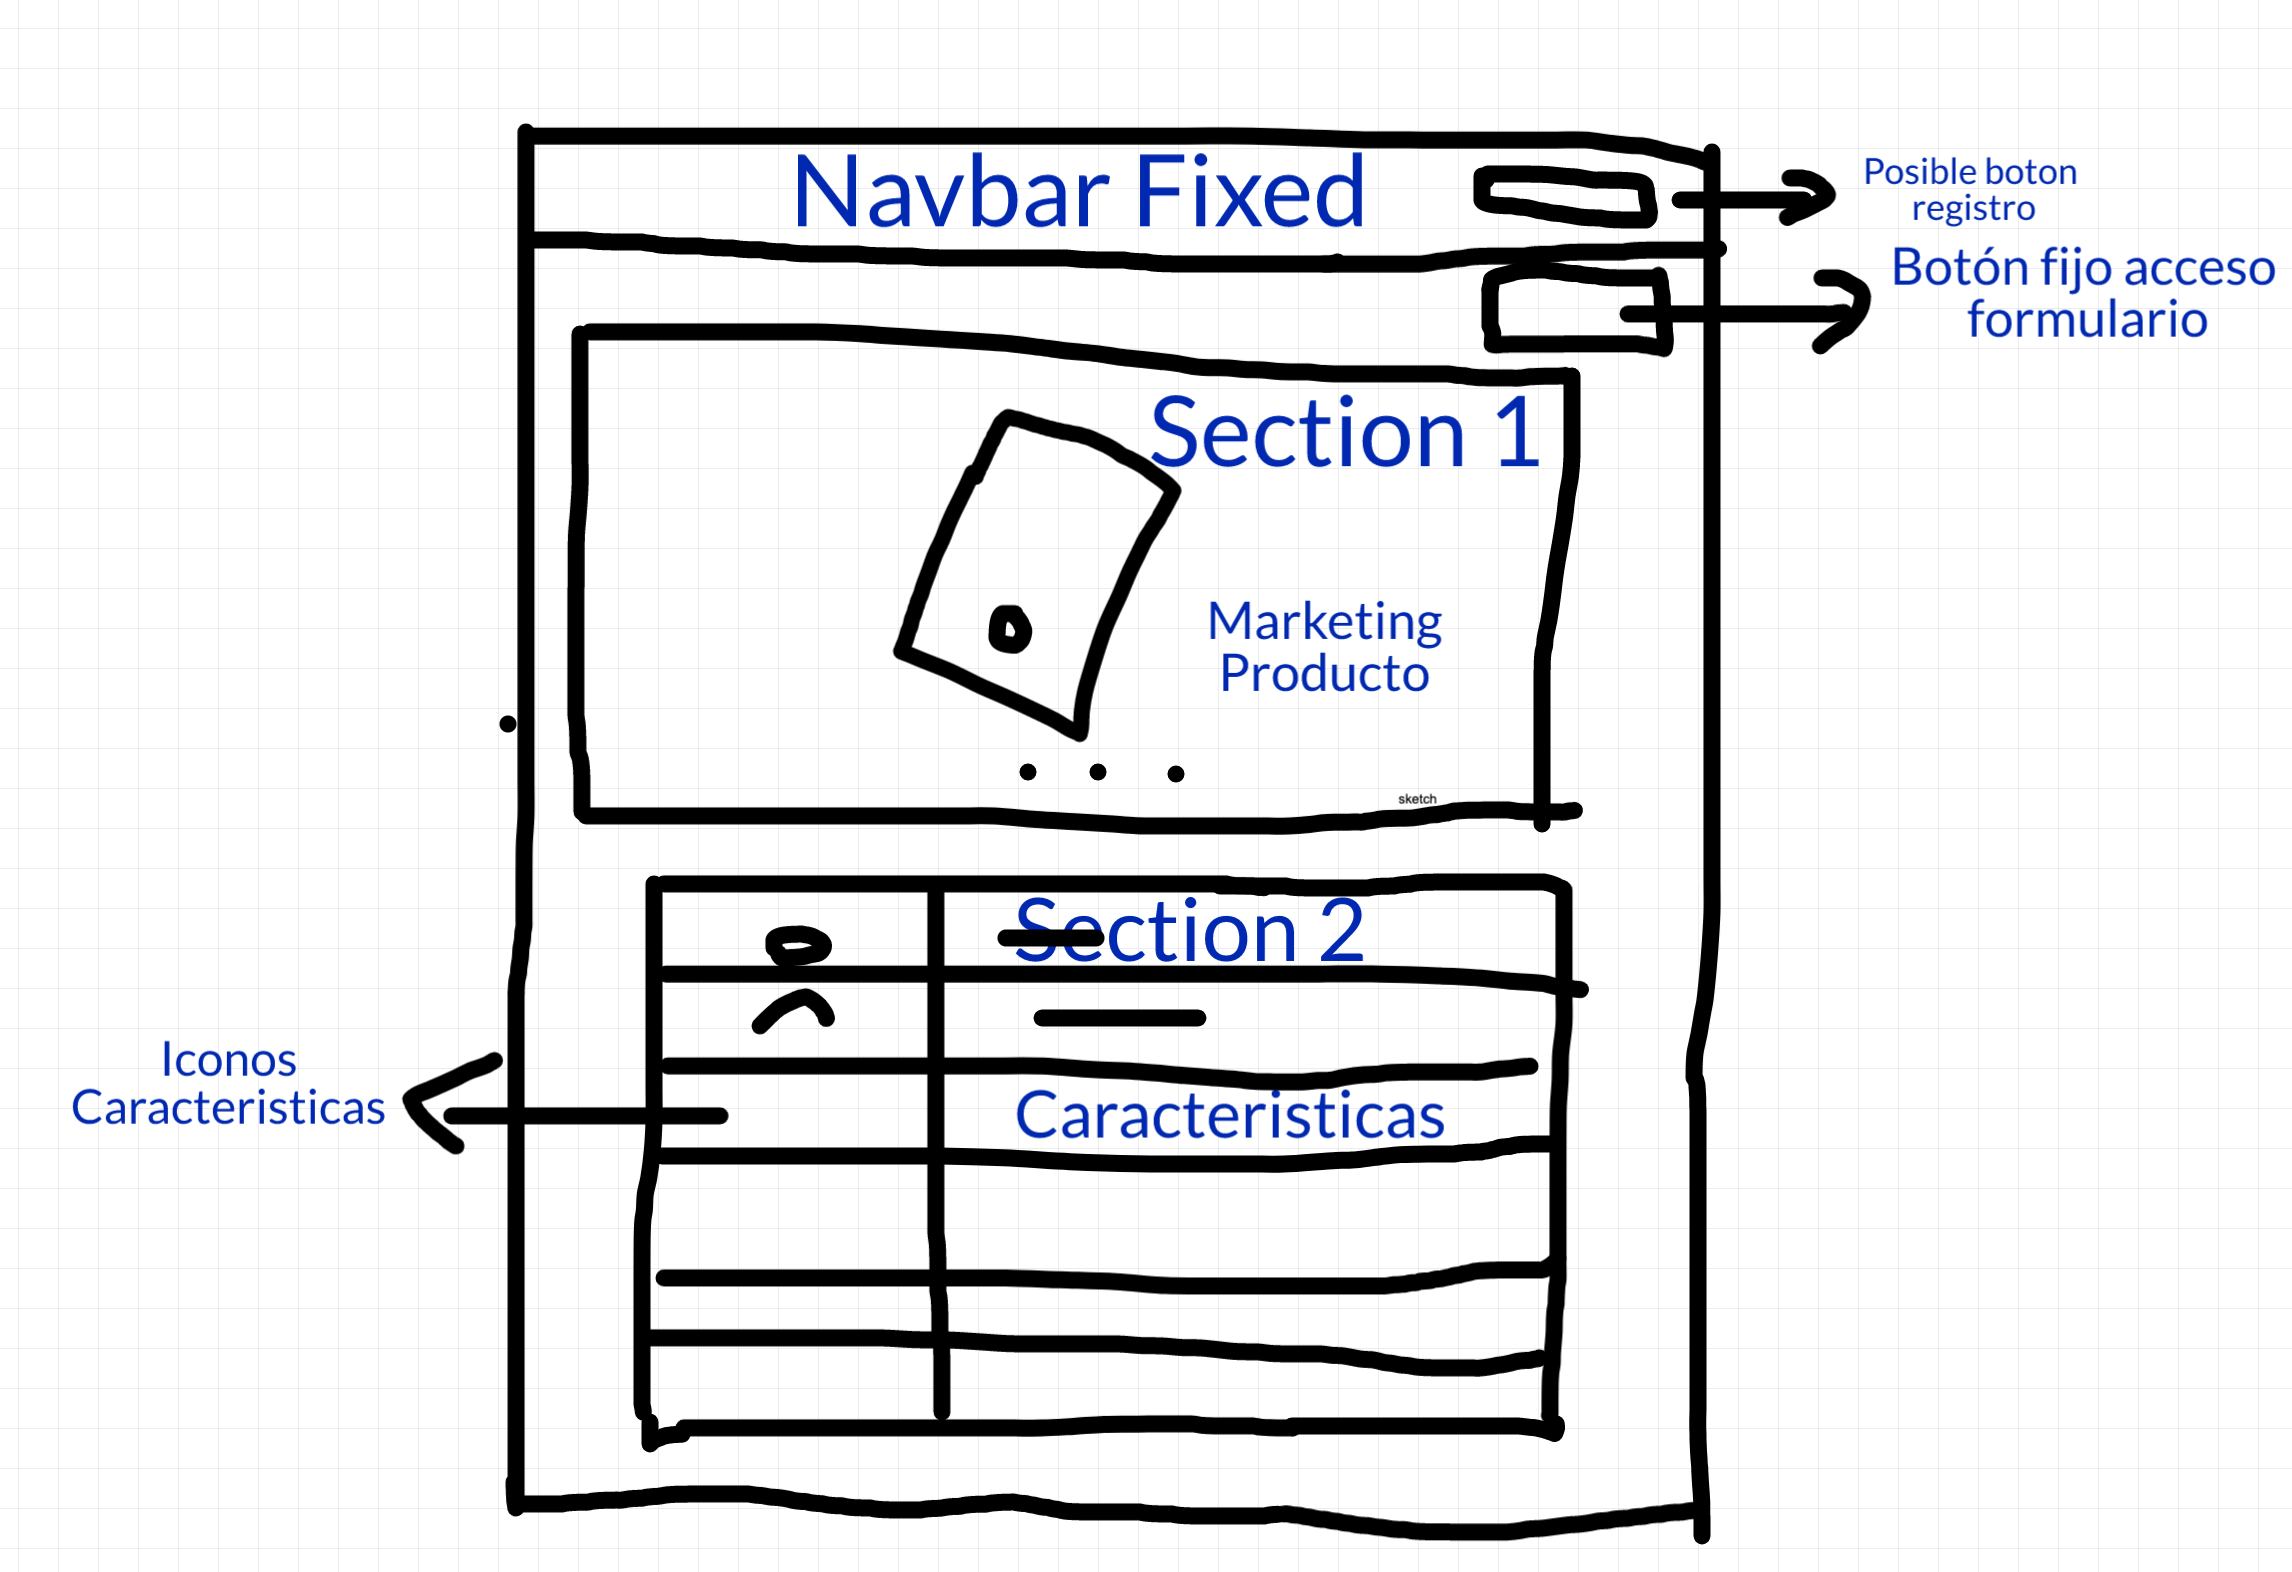 Navbar Fixed
Posible boton
registro
Botón fijo acceso
formulario
Section 1
Marketing
Producto
sketch
Section 2
Iconos
Caracteristicas
Caracteristicas